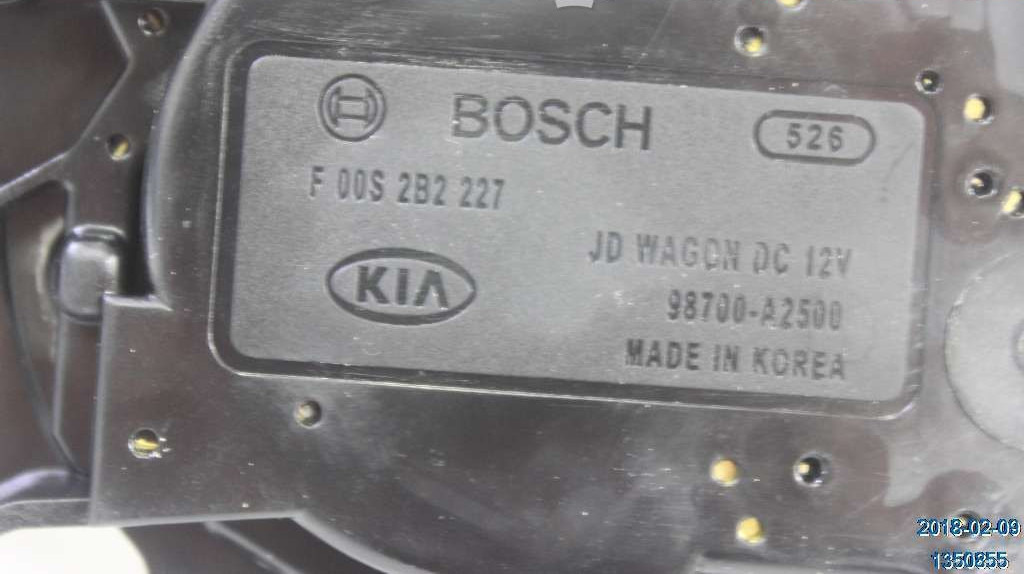 BOSCH 526
F 00S 2B2 227
JD WAGON DC 12V
KIA
98700-A2500
MADE IN KOREA
2018-02-09
1350855